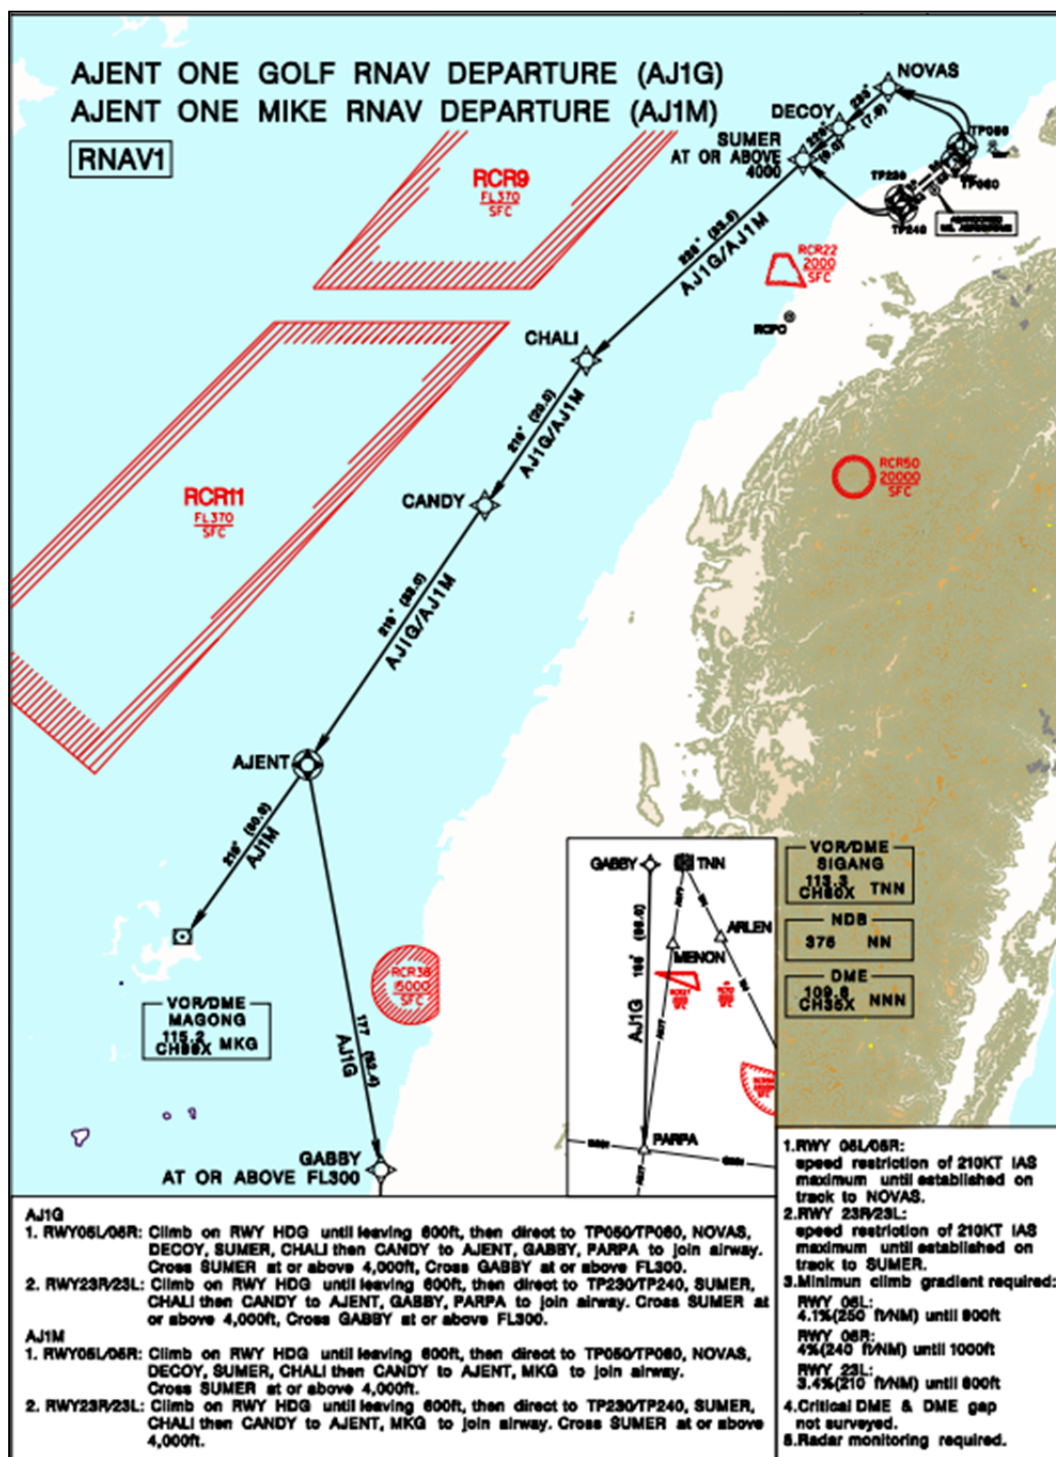 AJENT ONE GOLF RNAV DEPARTURE (AJ1G)
AJENT ONE MIKE RNAV DEPARTURE (AJ1M)
RNAV1
NOVAS
DECOY
SUMER
AT OR ABOVE
4000
TP060
TP230
TP240
RCR9
FL370
SFC
AJ1G/AJ1M
RCR22
2000
SFC
CHALI
216° (20.0)
AJ1G/AJ1M
RCR50
20000
SFC
CANDY
RCR11
FL370
SFC
AJ1G/AJ1M
AJENT
AJ1M
GABBY
TNN
ARLEN
MENON
AJ1G
PARPA
VOR/DME
SIGANG
113.3
TNN
NDB
NN
DME
NNN
RCR38
15000
SFC
VOR/DME
MAGONG
115.2
MKG
177 (52.4)
AJ1G
GABBY
AT OR ABOVE FL300
AJ1G
1. RWY05L/05R: Climb on RWY HDG until leaving 600ft, then direct to TP050/TP060, NOVAS,
DECOY, SUMER, CHALI then CANDY to AJENT, GABBY, PARPA to join airway.
Cross SUMER at or above 4,000ft, Cross GABBY at or above FL300.
2. RWY23R/23L: Climb on RWY HDG until leaving 600ft, then direct to TP230/TP240, SUMER,
CHALI then CANDY to AJENT, GABBY, PARPA to join airway. Cross SUMER at
or above 4,000ft, Cross GABBY at or above FL300.
AJ1M
1. RWY05L/05R: Climb on RWY HDG until leaving 600ft, then direct to TP050/TP060, NOVAS,
DECOY, SUMER, CHALI then CANDY to AJENT, MKG to join airway.
Cross SUMER at or above 4,000ft.
2. RWY23R/23L: Climb on RWY HDG until leaving 600ft, then direct to TP230/TP240, SUMER,
CHALI then CANDY to AJENT, MKG to join airway. Cross SUMER at or above
4,000ft.
1.RWY 05L/05R:
speed restriction of 210KT IAS
maximum until established on
track to NOVAS.
2.RWY 23R/23L:
speed restriction of 210KT IAS
maximum until established on
track to SUMER.
3.Minimun climb gradient required:
RWY 05L:
4.1%(250 ft/NM) until
RWY 05R:
4%(240 ft/NM) until 1000ft
RWY 23L:
3.4%(210 ft/NM) until
4.Critical DME & DME gap
not surveyed.
5.Radar monitoring required.